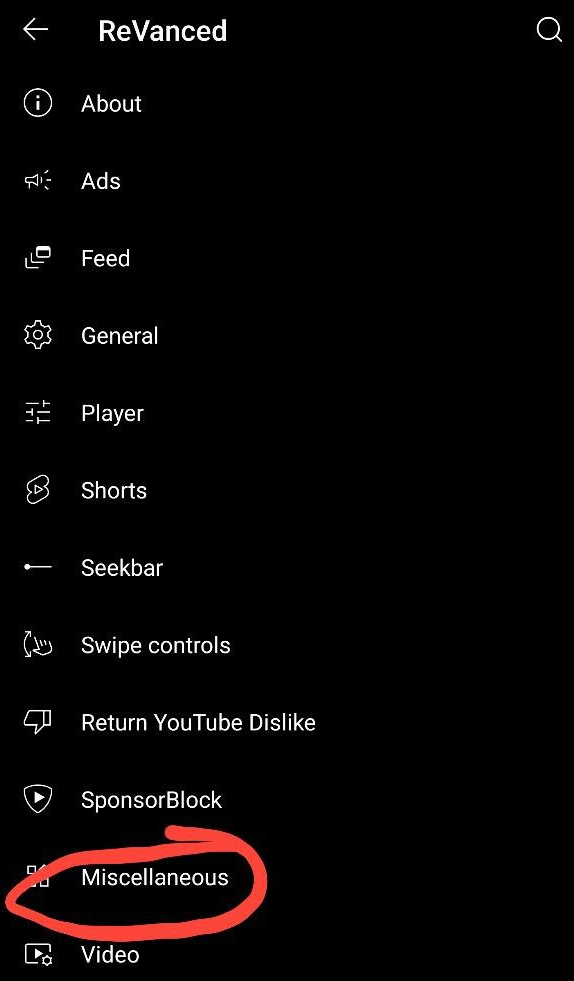 ReVanced
About
Ads
Feed
General
Player
Shorts
Seekbar
Swipe controls
Return YouTube Dislike
SponsorBlock
Miscellaneous
Video